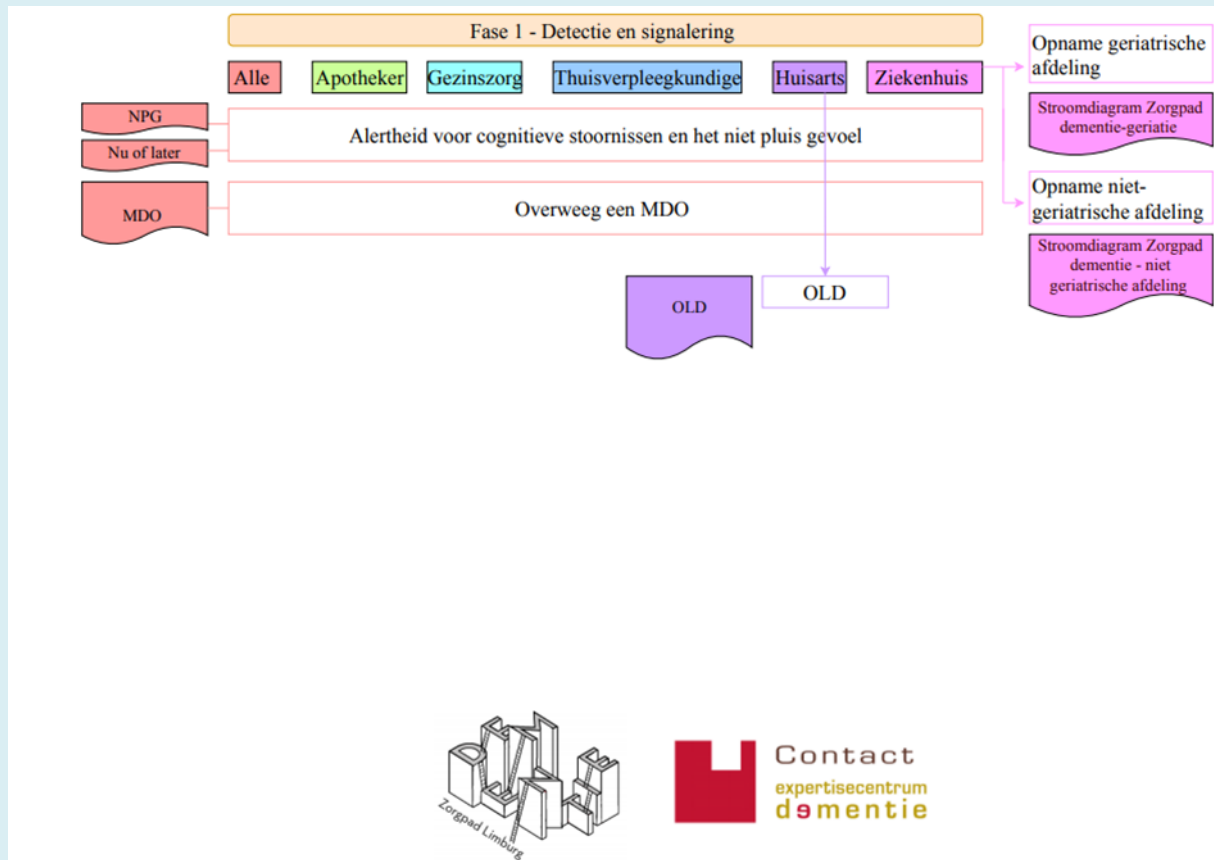 Fase 1 - Detectie en signalering
Alle
Apotheker
Gezinszorg
Thuisverpleegkundige
Huisarts
Ziekenhuis
Opname geriatrische
afdeling
Stroomdiagram Zorgpad
dementie-geriatie
NPG
Nu of later
Alertheid voor cognitieve stoornissen en het niet pluis gevoel
Opname niet-
geriatrische afdeling
Stroomdiagram Zorgpad
dementie - niet
geriatrische afdeling
MDO
Overweeg een MDO
OLD
OLD
DEMENTIE
Zorgpad Limburg
Contact
expertisecentrum
dementie